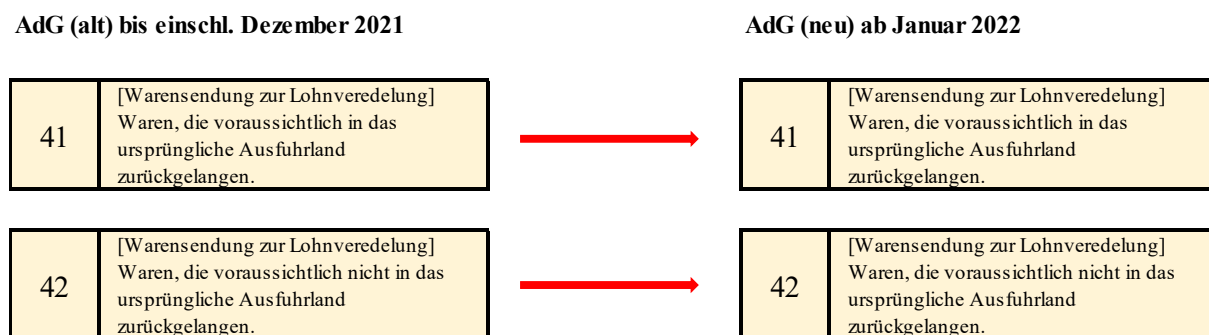 AdG (alt) bis einschl. Dezember 2021
AdG (neu) ab Januar 2022
41
[Warensendung zur Lohnveredelung]
Waren, die voraussichtlich in das
ursprüngliche Ausfuhrland
zurückgelangen.
41
[Warensendung zur Lohnveredelung]
Waren, die voraussichtlich in das
ursprüngliche Ausfuhrland
zurückgelangen.
42
[Warensendung zur Lohnveredelung]
Waren, die voraussichtlich nicht in das
ursprüngliche Ausfuhrland
zurückgelangen.
42
[Warensendung zur Lohnveredelung]
Waren, die voraussichtlich nicht in das
ursprüngliche Ausfuhrland
zurückgelangen.